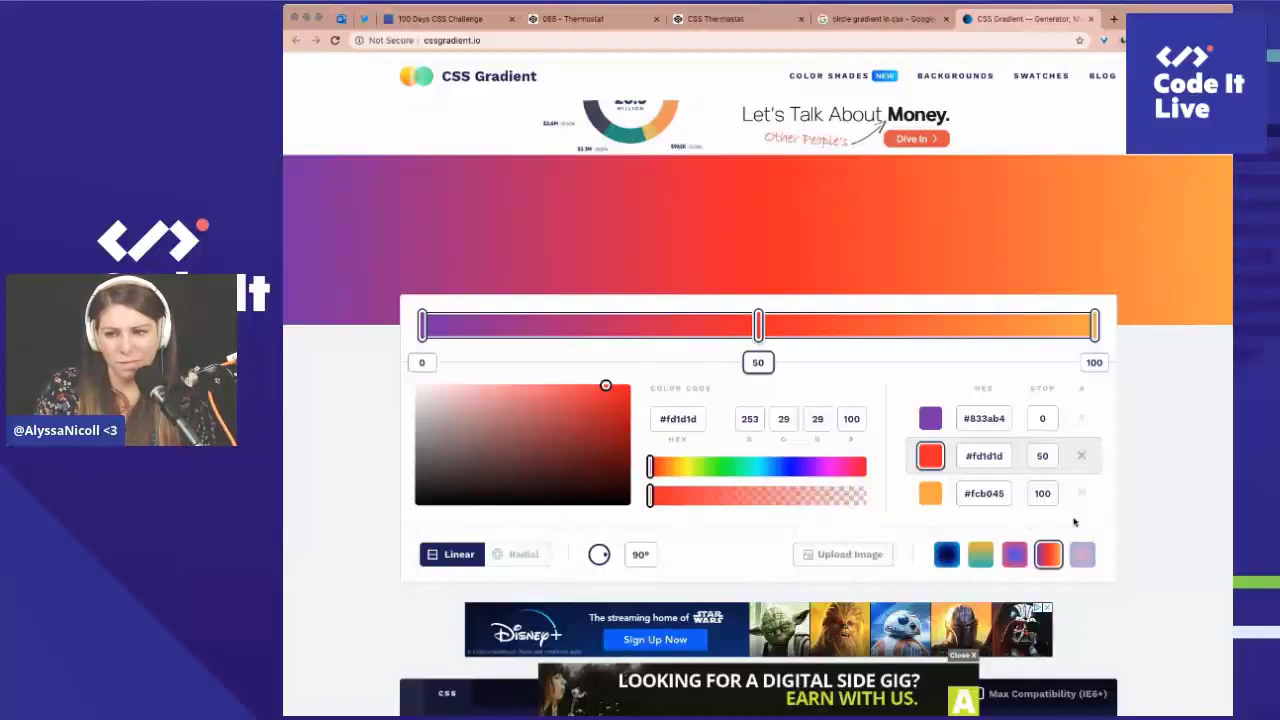 100 Days CSS Challenge
055 - Thermostat
CSS Thermostat
circle gradient in css - Google
CSS Gradient — Generator, M
Not Secure
cssgradient.io
Code It
Live
CSS Gradient
COLOR SHADES NEW
BACKGROUNDS
SWATCHES
BLOG
MILLION
Let's Talk About Money.
Other People's
Dive In
0
50
100
COLOR CODE
HEX
STOP
#fd1d1d
253
29
29
100
HEX
R
G
B
A
#833ab4
0
#fd1d1d
50
#fcb045
100
Linear
Radial
90°
Upload Image
It
@AlyssaNicoll <3
Disney+
The streaming home of STAR WARS
Sign Up Now
Close X
LOOKING FOR A DIGITAL SIDE GIG?
EARN WITH US.
A
CSS
Max Compatibility (IE6+)